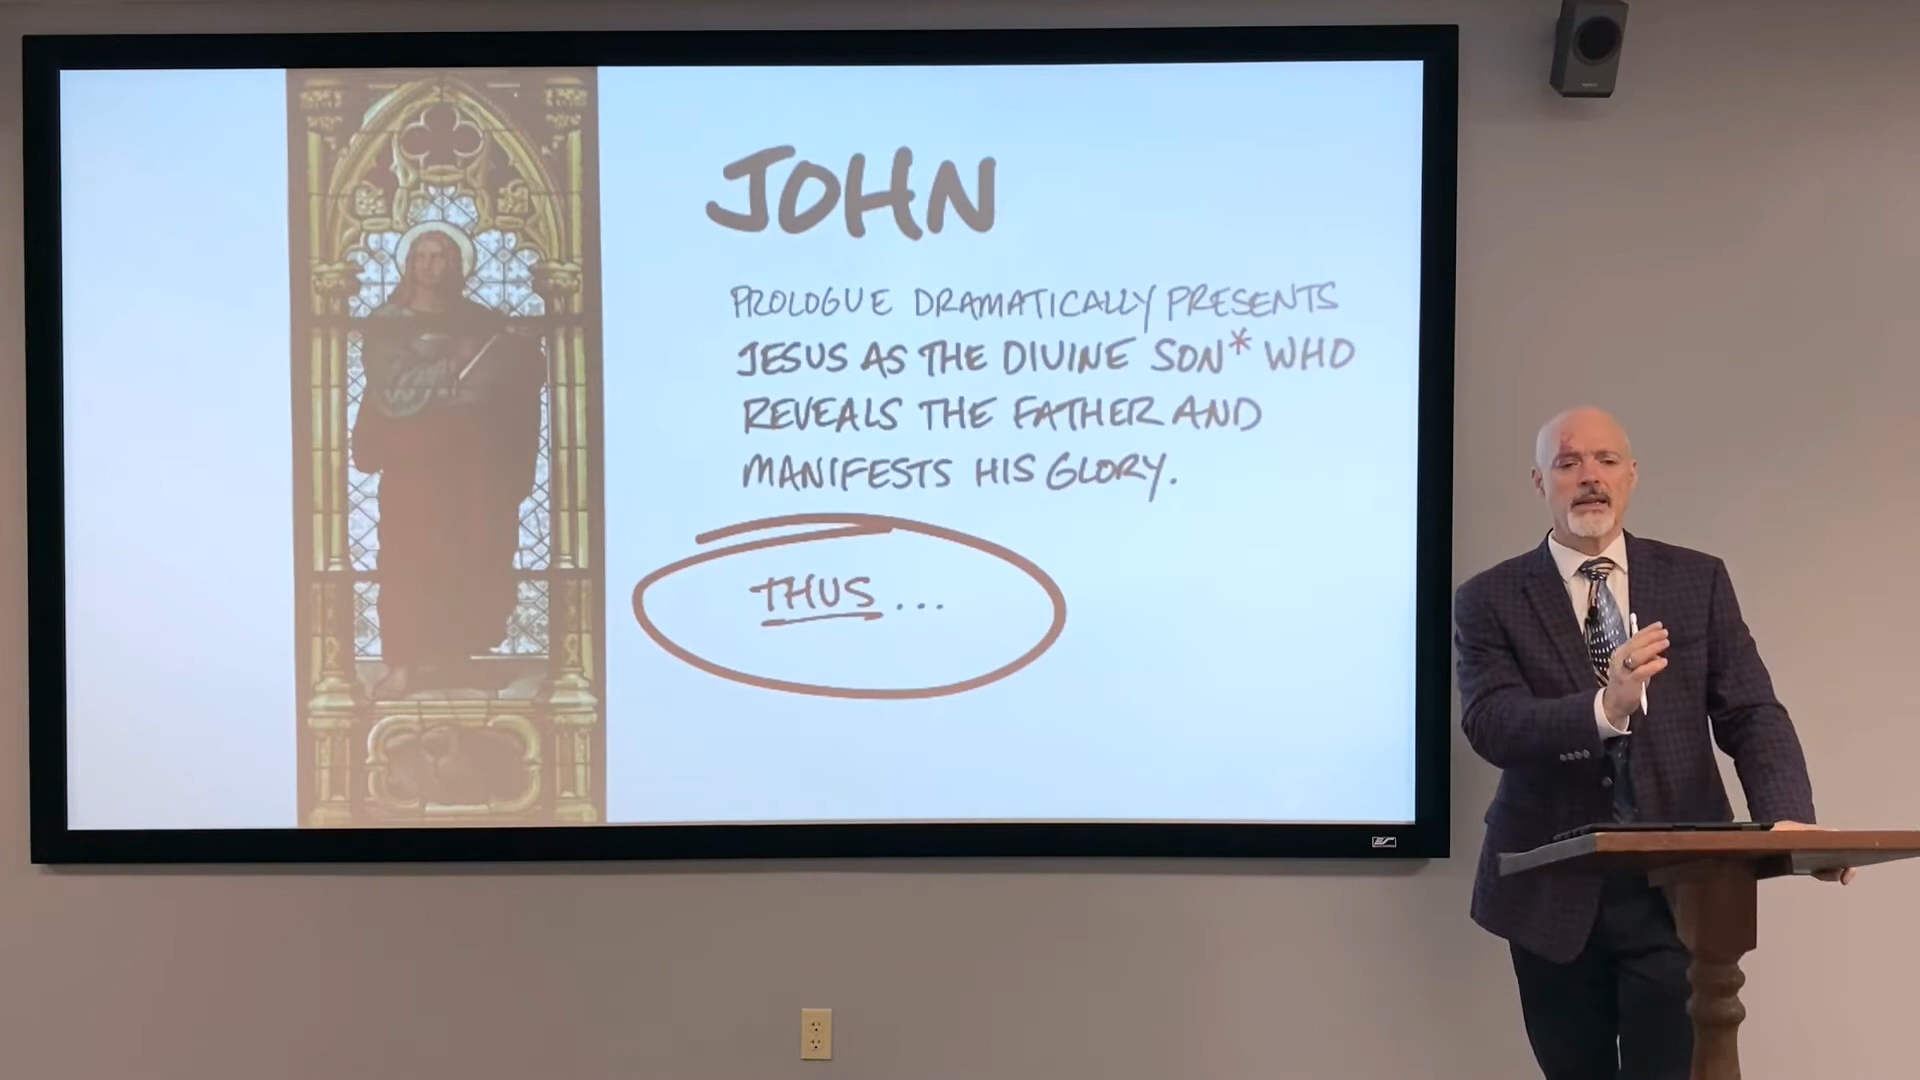 JOHN
PROLOGUE DRAMATICALLY PRESENTS
JESUS AS THE DIVINE SON* WHO
REVEALS THE FATHER AND
MANIFESTS HIS GLORY.
THUS...